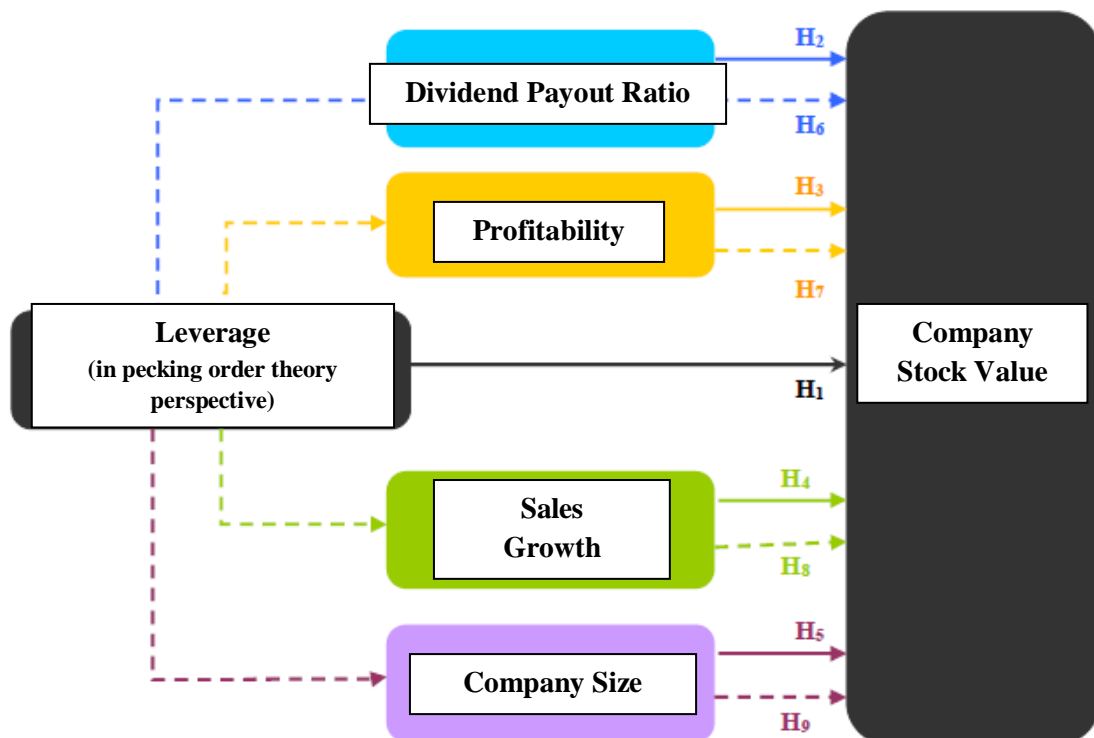 H₂
Dividend Payout Ratio
H₆
H₃
Profitability
H₇
Leverage
(in pecking order theory
perspective)
H₁
Company
Stock Value
H₄
Sales
Growth
H₈
H₅
Company Size
H₉